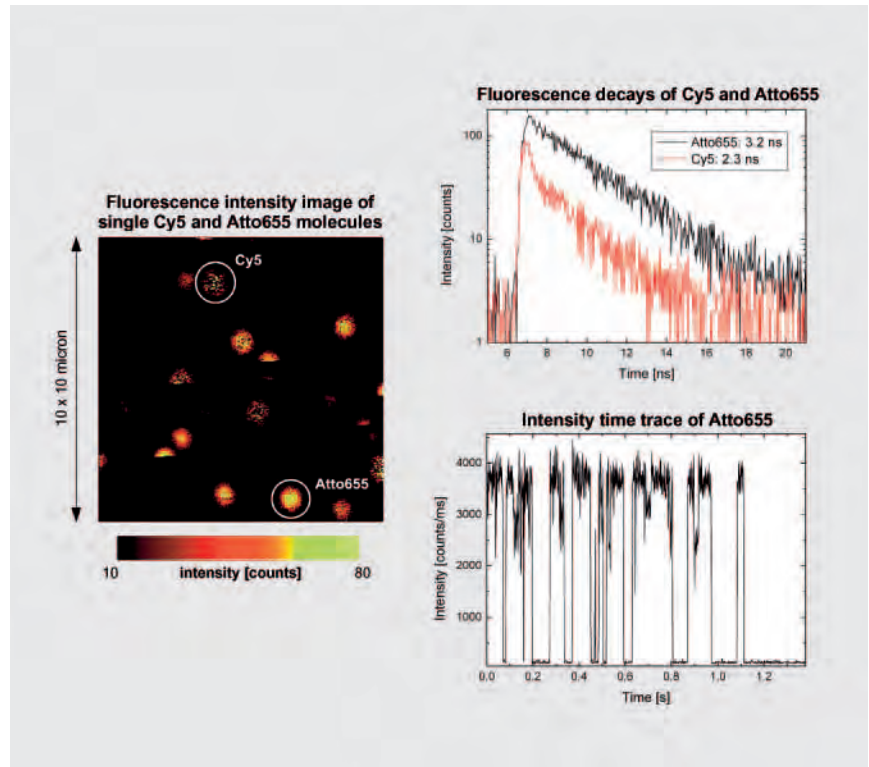 Fluorescence intensity image of
single Cy5 and Atto655 molecules
10 x 10 micron
Cy5
Atto655
10
intensity [counts]
80
Fluorescence decays of Cy5 and Atto655
Intensity [counts]
100
10
1
Atto655: 3.2 ns
Cy5: 2.3 ns
6 8 10 12 14 16 18 20
Time [ns]
Intensity time trace of Atto655
Intensity [counts/ms]
4000
3000
2000
1000
0.0 0.2 0.4 0.6 0.8 1.0 1.2
Time [s]